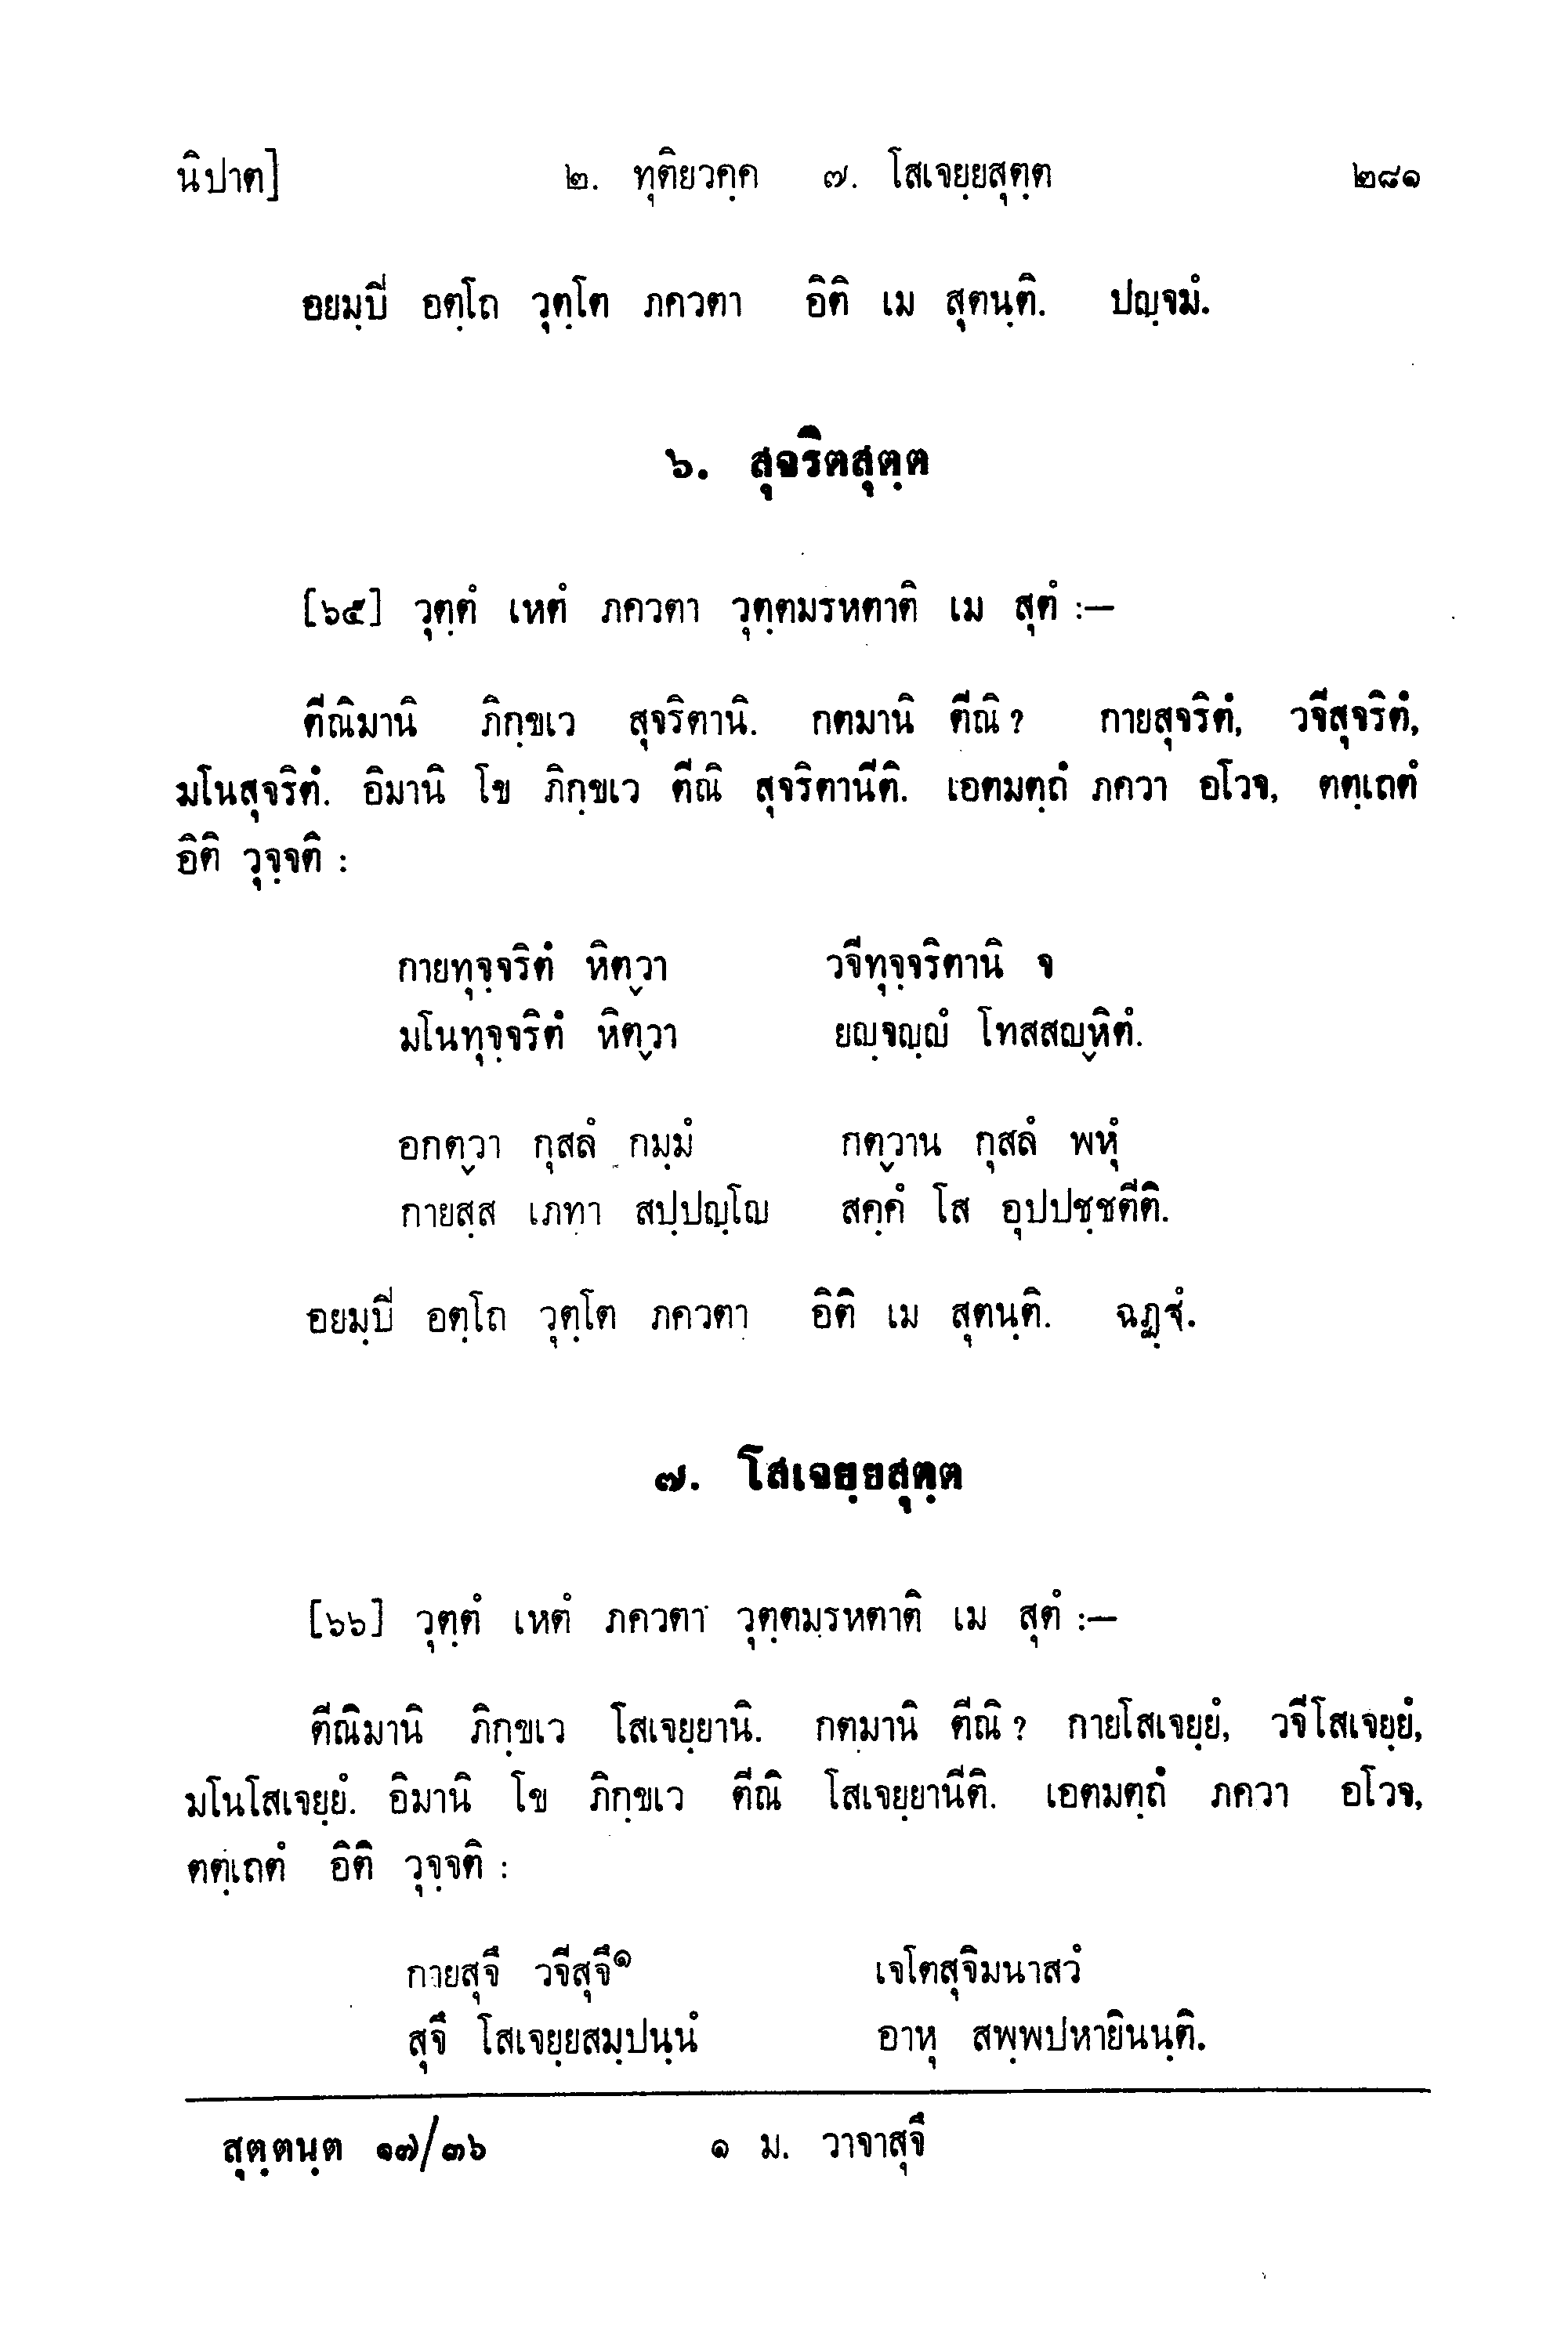 นิปาต] ๒. ทุติยวคฺค ๗. โสเจยฺยสุตฺต ๒๘๑
อยมฺปิ อตฺโถ วุตฺโต ภควตา อิติ เม สุตนฺติ. ปญฺจมํ.
๖. สุจริตสุตฺต
[๖๕] วุตฺตํ เหตํ ภควตา วุตฺตมรหตาติ เม สุตํ :—
ตีณิมานิ ภิกฺขเว สุจริตานิ. กตมานิ ตีณิ ? กายสุจริตํ, วจีสุจริตํ,
มโนสุจริตํ. อิมานิ โข ภิกฺขเว ตีณิ สุจริตานีติ. เอตมตฺถํ ภควา อโวจ, ตตฺเถตํ
อิติ วุจฺจติ :
กายทุจฺจริตํ หิตฺวา วจีทุจฺจริตานิ จ
มโนทุจฺจริตํ หิตฺวา ยญฺจญฺญํ โทสสญฺหิตํ.
อกตฺวา กุสลํ กมฺมํ กตฺวาน กุสลํ พหุํ
กายสฺส เภทา สปฺปญฺโญ สคฺคํ โส อุปปชฺชตีติ.
อยมฺปิ อตฺโถ วุตฺโต ภควตา อิติ เม สุตนฺติ. ฉฏฺฐํ.
๗. โสเจยฺยสุตฺต
[๖๖] วุตฺตํ เหตํ ภควตา วุตฺตมรหตาติ เม สุตํ :—
ตีณิมานิ ภิกฺขเว โสเจยฺยานิ. กตมานิ ตีณิ ? กายโสเจยฺยํ, วจีโสเจยฺยํ,
มโนโสเจยฺยํ. อิมานิ โข ภิกฺขเว ตีณิ โสเจยฺยานีติ. เอตมตฺถํ ภควา อโวจ,
ตตฺเถตํ อิติ วุจฺจติ :
กายสุจึ วจีสุจึ๑ เจโตสุจิมนาสวํ
สุจึ โสเจยฺยสมฺปนฺนํ อาหุ สพฺพปหายินนฺติ.
สุตฺตนฺต ๑๗/๓๖ ๑ ม. วาจาสุจึ